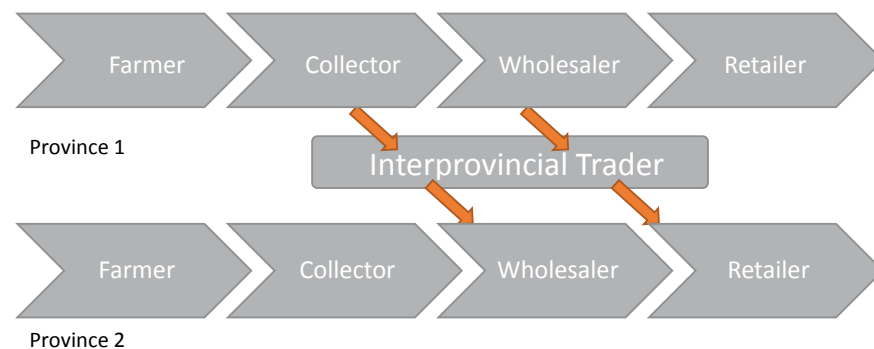 Farmer Collector Wholesaler Retailer
Province 1
Interprovincial Trader
Farmer Collector Wholesaler Retailer
Province 2